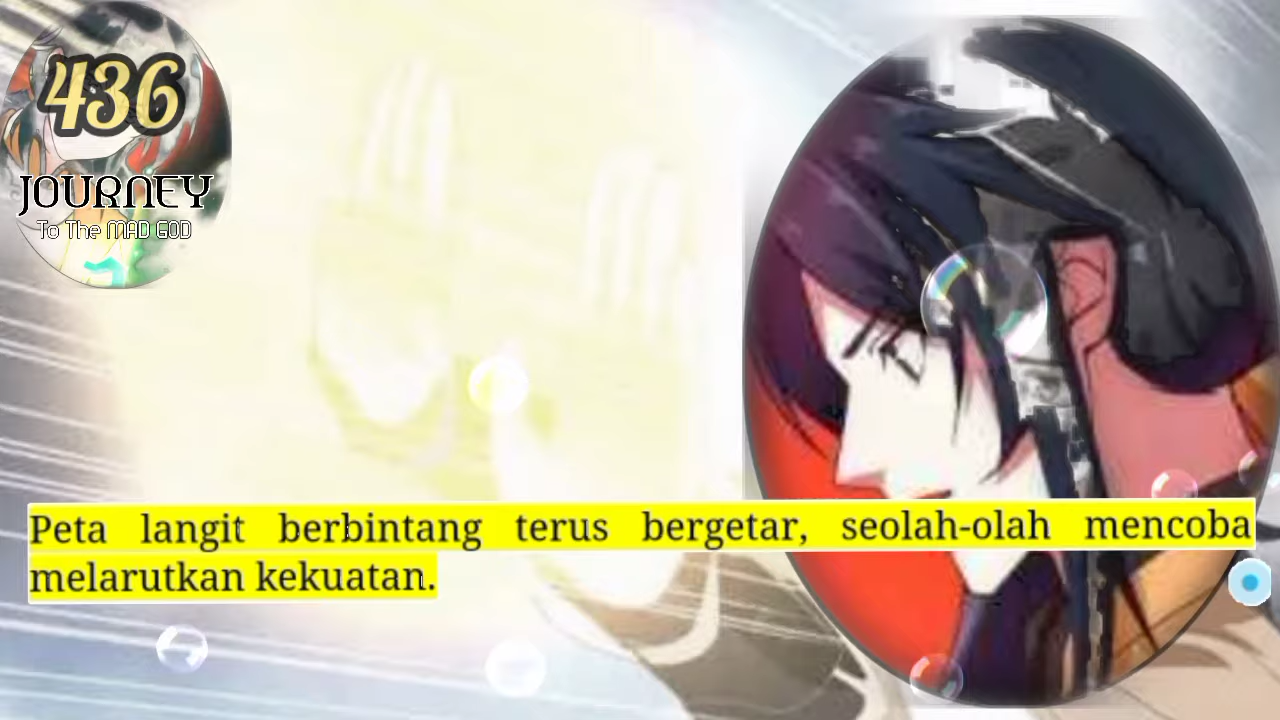 436
JOURNEY
To The MAD GOD
Peta langit berbintang terus bergetar, seolah-olah mencoba
melarutkan kekuatan.